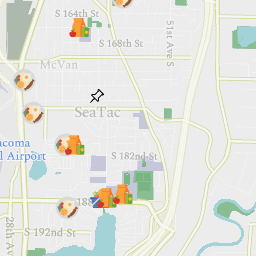 S 164th St
S 168th St
51st Ave S
McVan
SeaTac
acoma
l Airport
S 182nd St
188
28th Av
S 192nd St